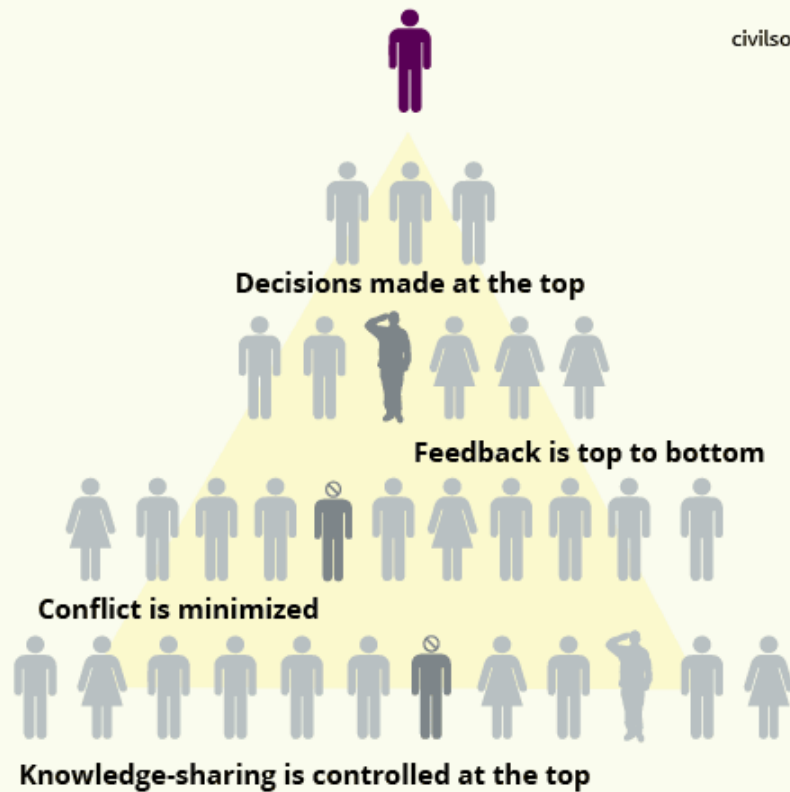 civilso
Decisions made at the top
Feedback is top to bottom
Conflict is minimized
Knowledge-sharing is controlled at the top